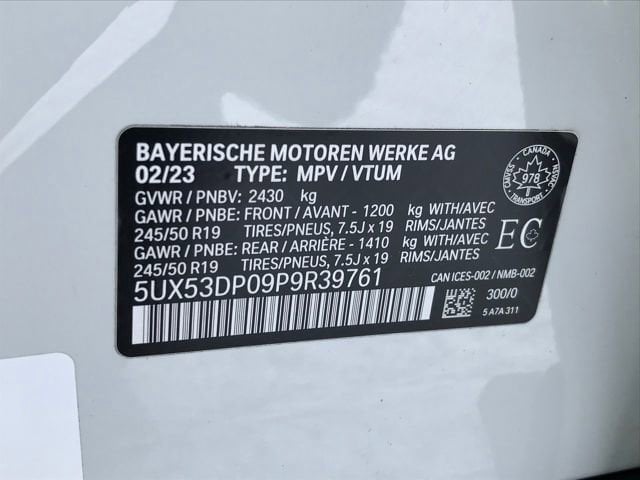 BAYERISCHE MOTOREN WERKE AG
02/23 TYPE: MPV / VTUM
GVWR / PNBV: 2430 kg
GAWR / PNBE: FRONT / AVANT - 1200 kg WITH/AVEC
245/50 R19 TIRES/PNEUS, 7.5J x 19 RIMS/JANTES
GAWR / PNBE: REAR / ARRIÈRE - 1410 kg WITH/AVEC
245/50 R19 TIRES/PNEUS, 7.5J x 19 RIMS/JANTES
5UX53DP09P9R39761
CANADA
CMVSS
NSVAC
978
TRANSPORT
EC
CAN ICES-002 / NMB-002
300/0
5 A7A 311